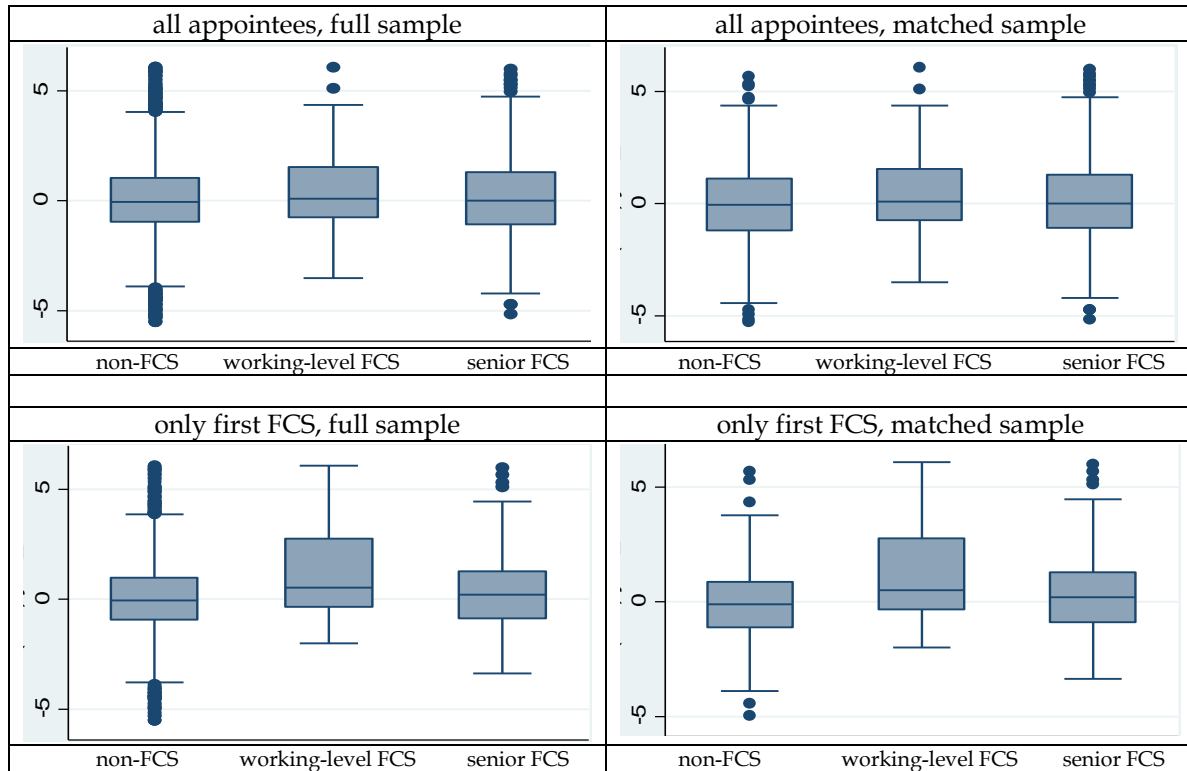 all appointees, full sample
all appointees, matched sample
5
0
-5
non-FCS working-level FCS senior FCS
5
0
-5
non-FCS working-level FCS senior FCS
only first FCS, full sample
only first FCS, matched sample
5
0
-5
non-FCS working-level FCS senior FCS
5
0
-5
non-FCS working-level FCS senior FCS